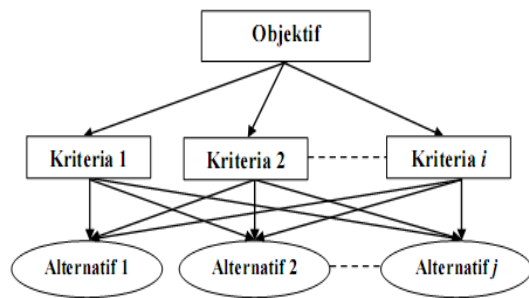 Objektif
Kriteria 1
Kriteria 2
Kriteria i
Alternatif 1
Alternatif 2
Alternatif j